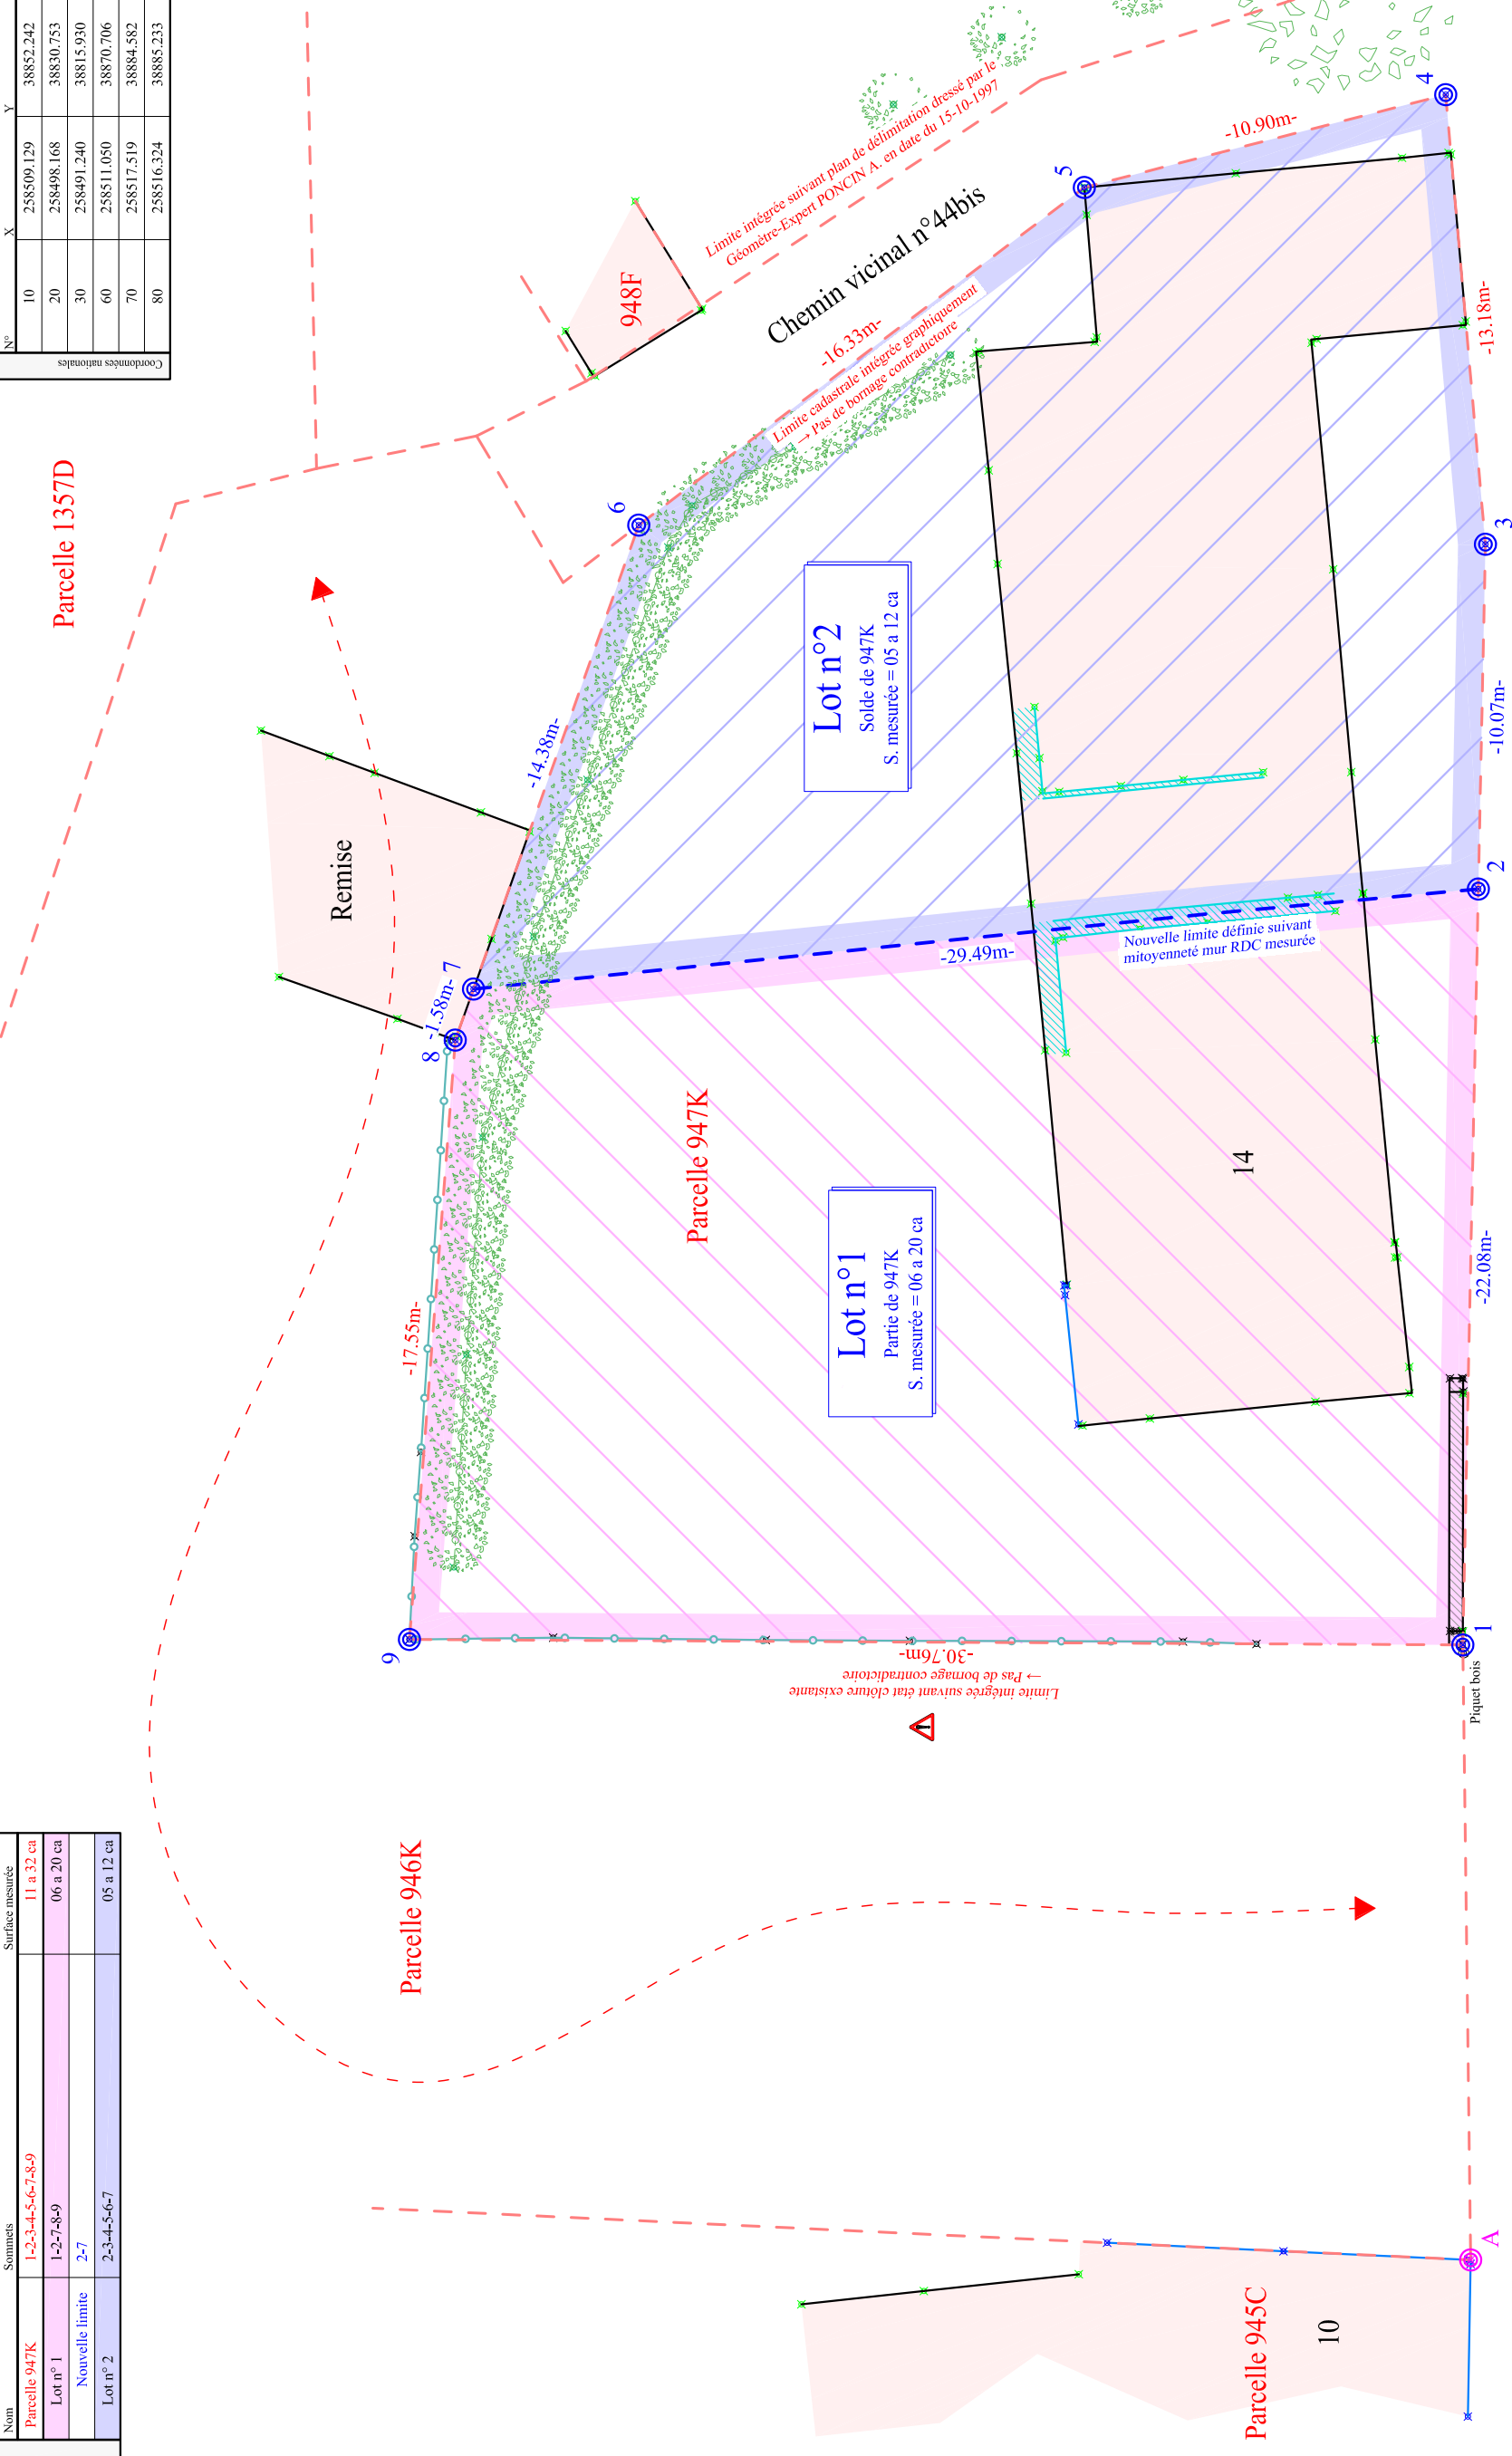 Nom Sommets Surface mesurée
Parcelle 947K 1-2-3-4-5-6-7-8-9 11 a 32 ca
Lot n° 1 1-2-7-8-9 06 a 20 ca
Nouvelle limite 2-7
Lot n° 2 2-3-4-5-6-7 05 a 12 ca
Coordonnées nationales
N° X Y
10 258509.129 38852.242
20 258498.168 38830.753
30 258491.240 38815.930
60 258511.050 38870.706
70 258517.519 38884.582
80 258516.324 38885.233
Parcelle 1357D
Parcelle 946K
Remise
948F
Limite intégrée suivant plan de délimitation dressé par le
Géomètre-Expert PONCIN A. en date du 15-10-1997
Chemin vicinal n°44bis
-16.33m-
Limite cadastrale intégrée graphiquement
→ Pas de bornage contradictoire
-10.90m-
4
5
6
-14.38m-
7
-1.58m-
8
-17.55m-
9
-30.76m-
Limite intégrée suivant état clôture existante
→ Pas de bornage contradictoire
Parcelle 947K
Lot n°1
Partie de 947K
S. mesurée = 06 a 20 ca
Lot n°2
Solde de 947K
S. mesurée = 05 a 12 ca
-29.49m-
Nouvelle limite définie suivant
mitoyenneté mur RDC mesurée
14
-13.18m-
3
-10.07m-
2
-22.08m-
1
Piquet bois
A
Parcelle 945C
10